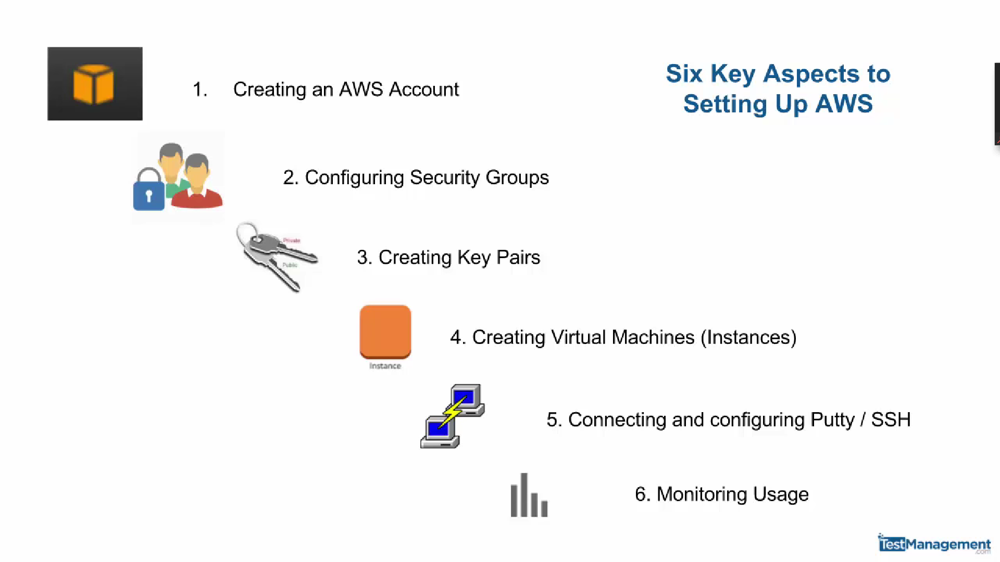 Six Key Aspects to
Setting Up AWS
1. Creating an AWS Account
2. Configuring Security Groups
Private
Public
3. Creating Key Pairs
Instance
4. Creating Virtual Machines (Instances)
5. Connecting and configuring Putty / SSH
6. Monitoring Usage
TestManagement
.com